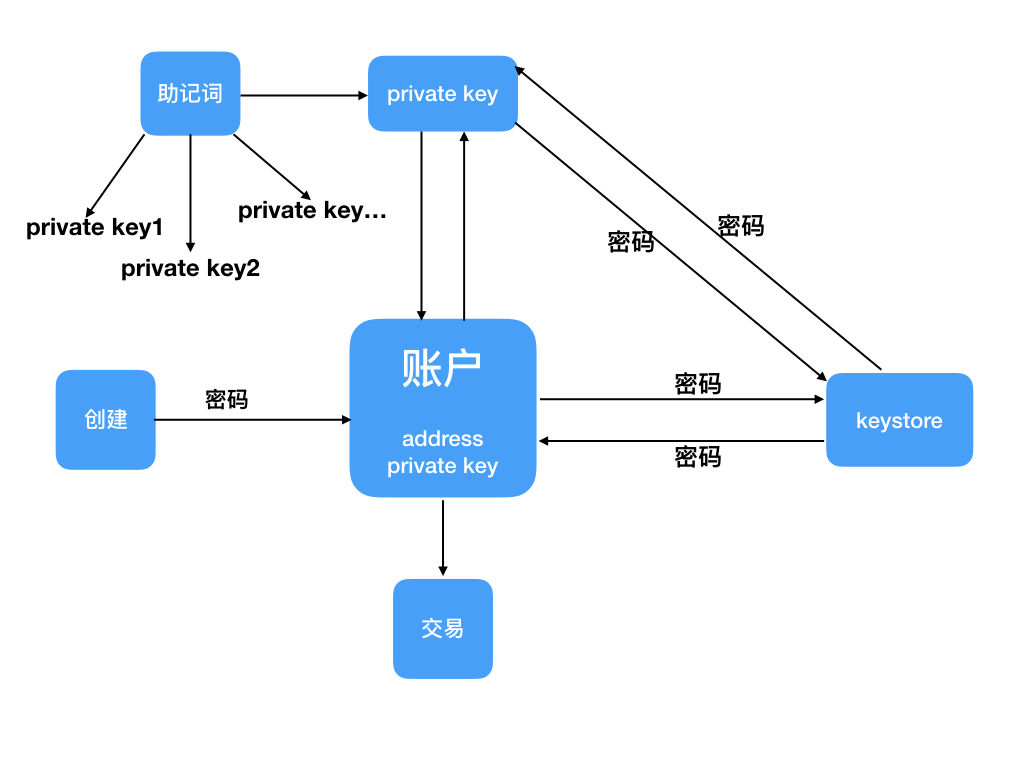 助记词
private key
private key1
private key2
private key...
密码
密码
创建
密码
账户
address
private key
密码
密码
keystore
交易